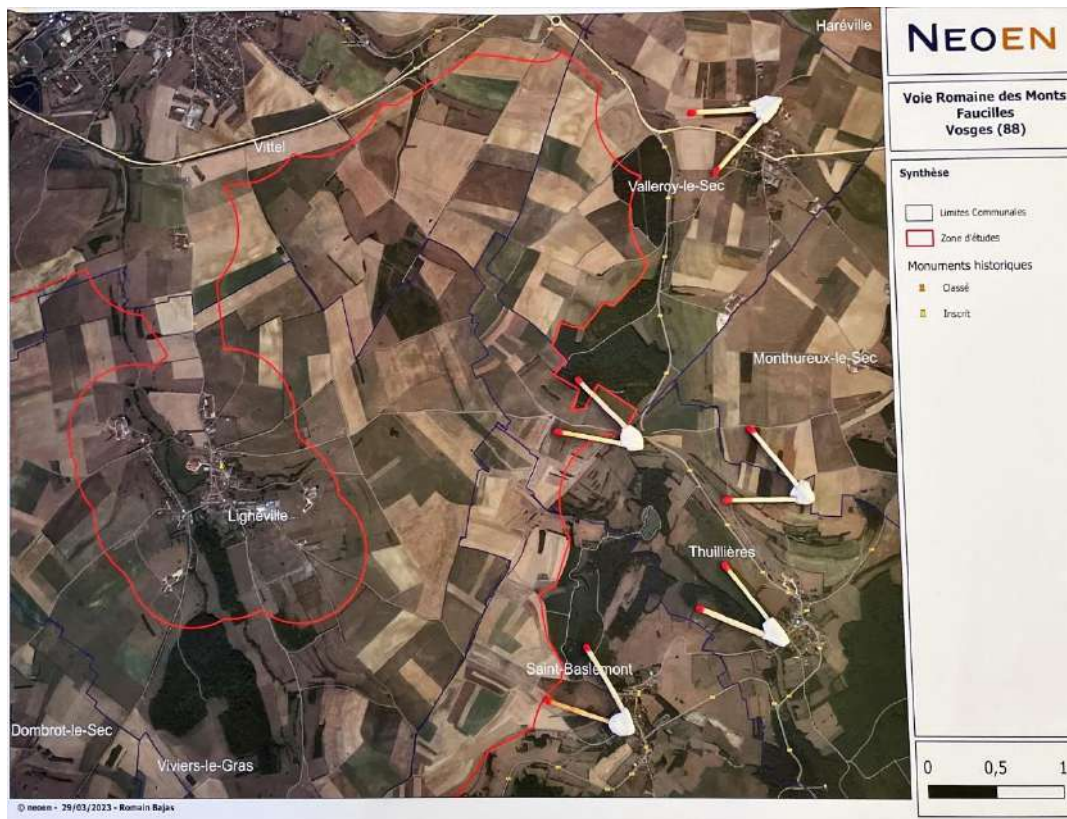 Haréville
Vittel
Valleroy-le-Sec
Monthureux-le-Sec
Lignéville
Thuillières
Saint-Baslemont
Dombrot-le-Sec
Viviers-le-Gras
© neoen - 29/03/2023 - Romain Bajas
NEOEN
Voie Romaine des Monts
Faucilles
Vosges (88)
Synthèse
Limites Communales
Zone d'études
Monuments historiques
Classé
Inscrit
0 0,5 1